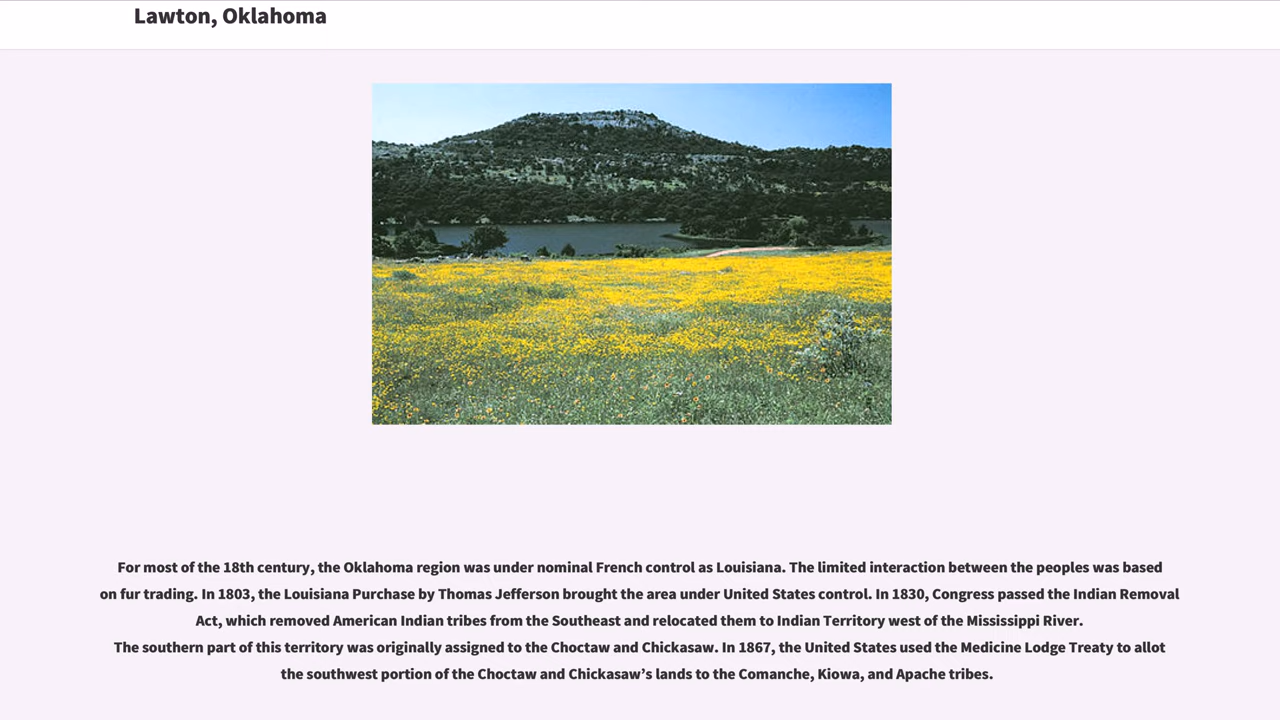 Lawton, Oklahoma
For most of the 18th century, the Oklahoma region was under nominal French control as Louisiana. The limited interaction between the peoples was based
on fur trading. In 1803, the Louisiana Purchase by Thomas Jefferson brought the area under United States control. In 1830, Congress passed the Indian Removal
Act, which removed American Indian tribes from the Southeast and relocated them to Indian Territory west of the Mississippi River.
The southern part of this territory was originally assigned to the Choctaw and Chickasaw. In 1867, the United States used the Medicine Lodge Treaty to allot
the southwest portion of the Choctaw and Chickasaw’s lands to the Comanche, Kiowa, and Apache tribes.